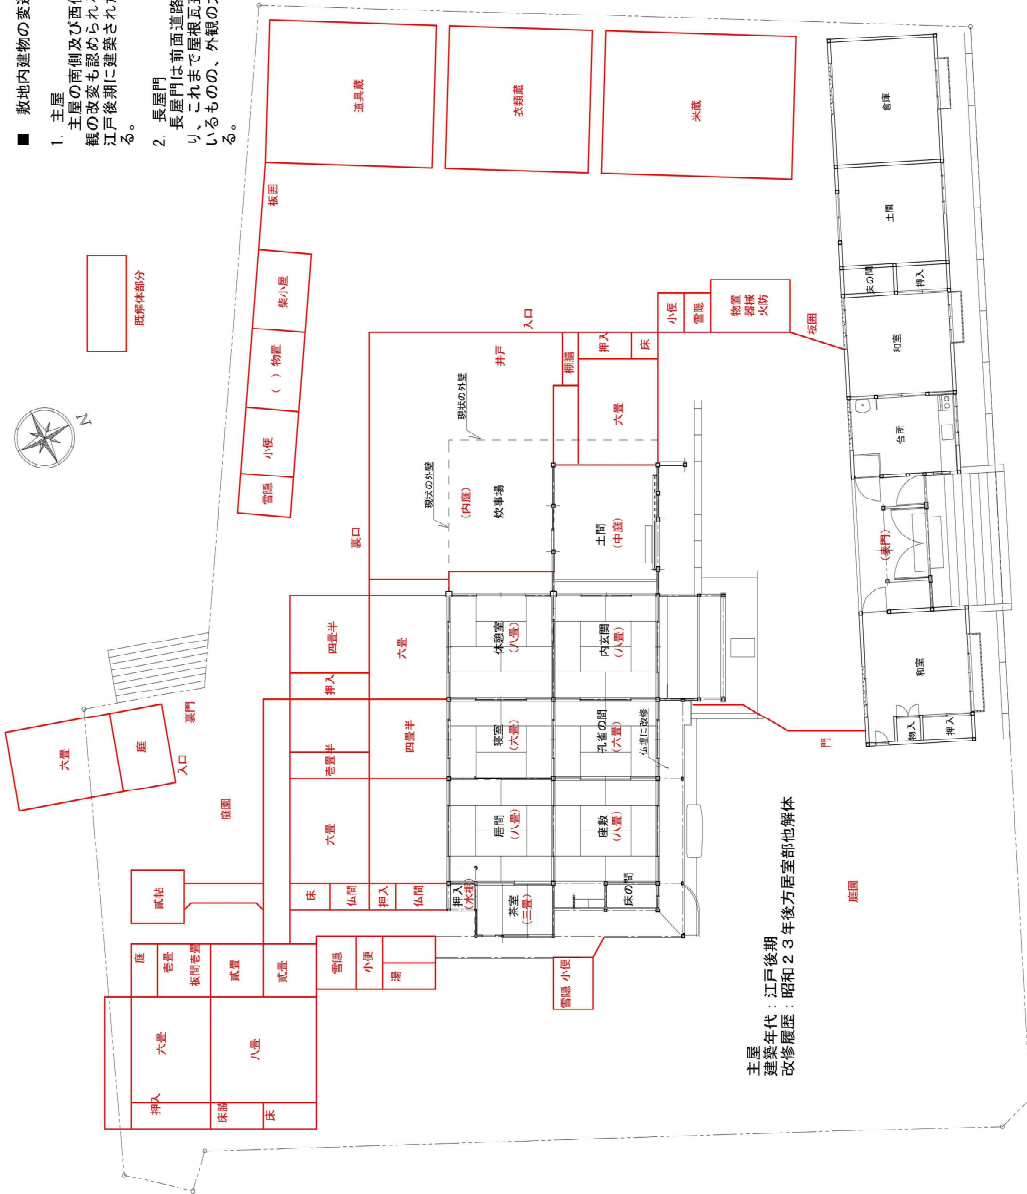 ■ 敷地内建物の変
1. 主屋
主屋の南側及び西
観の改変も認められ
江戸後期に建築された
る。
2. 長屋門
長屋門は前面道路
り、これまで屋根瓦
いるものの、外観の
る。
既解体部分
N
道具蔵
衣類蔵
米蔵
板囲
柴小屋
( ) 物置
小便
雪隠
入口
井戸
裏口
棚
押入
床
六畳
小便
雪隠
物置
器械
火防
板囲
現状の外壁
現状の外壁
(内庭)
炊事場
土間
(中庭)
四畳半
押入
六畳
休憩室
(八畳)
内玄関
(八畳)
壱畳半
四畳半
寝室
(六畳)
孔雀の間
(六畳)
仏壇に改修
六畳
居間
(八畳)
座敷
(八畳)
床
仏間
押入
仏間
押入
(水棚)
茶室
(三畳)
床の間
六畳
庭
入口
裏門
庭園
貳帖
庭
壱畳
板間壱畳
貳畳
貳畳
六畳
八畳
押入
床脇
床
雪隠
小便
湯
雪隠
小便
倉庫
土間
床の間
押入
和室
台所
(表門)
和室
物入
押入
門
庭園
主屋
建築年代：江戸後期
改修履歴：昭和23年後方居室部他解体